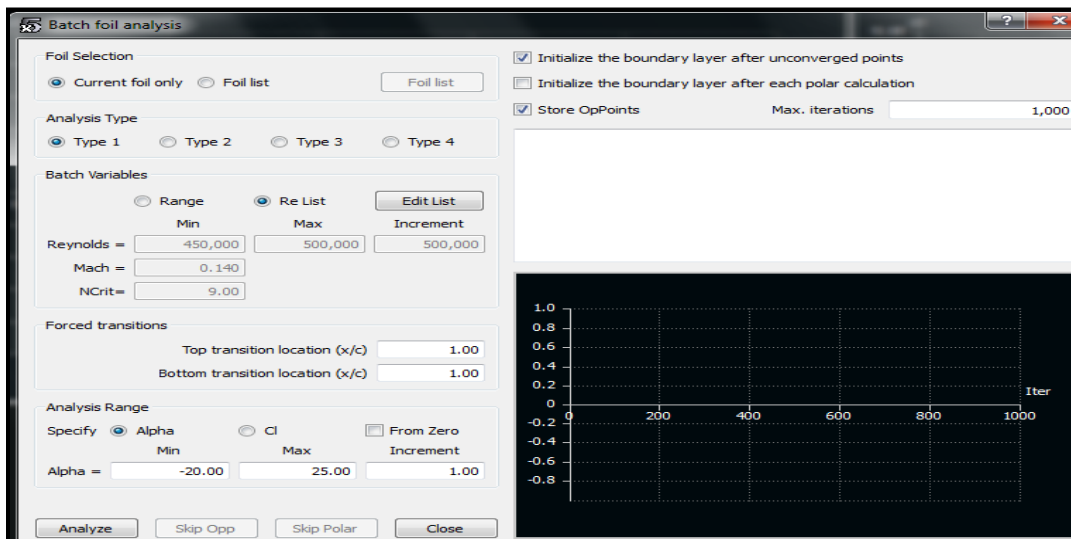 Batch foil analysis
Foil Selection
Current foil only Foil list Foil list
Analysis Type
Type 1 Type 2 Type 3 Type 4
Batch Variables
Range Re List Edit List
Min Max Increment
Reynolds = 450,000 500,000 500,000
Mach = 0.140
NCrit= 9.00
Forced transitions
Top transition location (x/c) 1.00
Bottom transition location (x/c) 1.00
Analysis Range
Specify Alpha Cl From Zero
Min Max Increment
Alpha = -20.00 25.00 1.00
Analyze Skip Opp Skip Polar Close
Initialize the boundary layer after unconverged points
Initialize the boundary layer after each polar calculation
Store OpPoints Max. iterations 1,000
1.0
0.8
0.6
0.4
0.2
0
Iter
0 200 400 600 800 1000
-0.2
-0.4
-0.6
-0.8